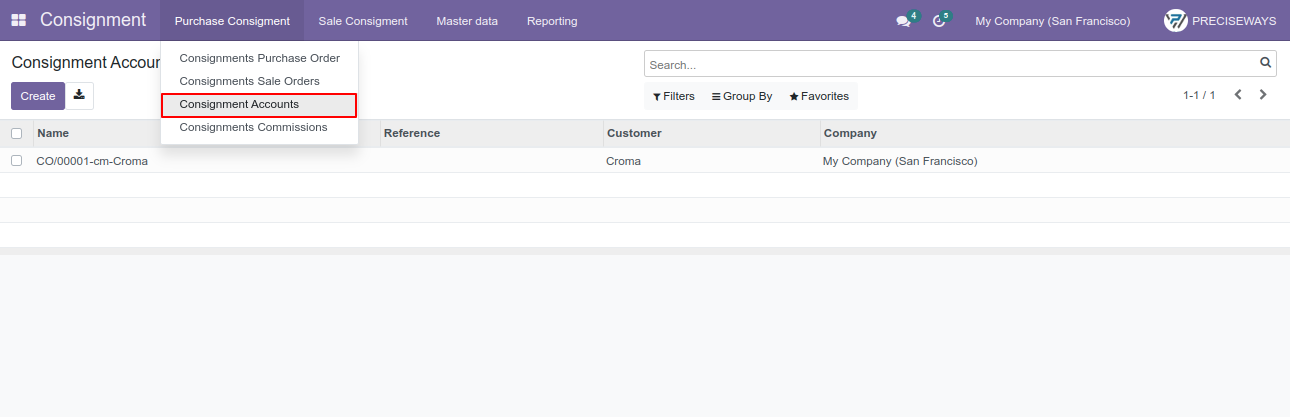 Consignment Purchase Consigment Sale Consigment Master data Reporting 4 5 My Company (San Francisco) PRECISEWAYS
Consignment Accour
Consignments Purchase Order
Search...
Consignments Sale Orders
Create
Filters Group By Favorites 1-1 / 1
Consignment Accounts
Consignments Commissions
Name Reference Customer Company
CO/00001-cm-Croma Croma My Company (San Francisco)